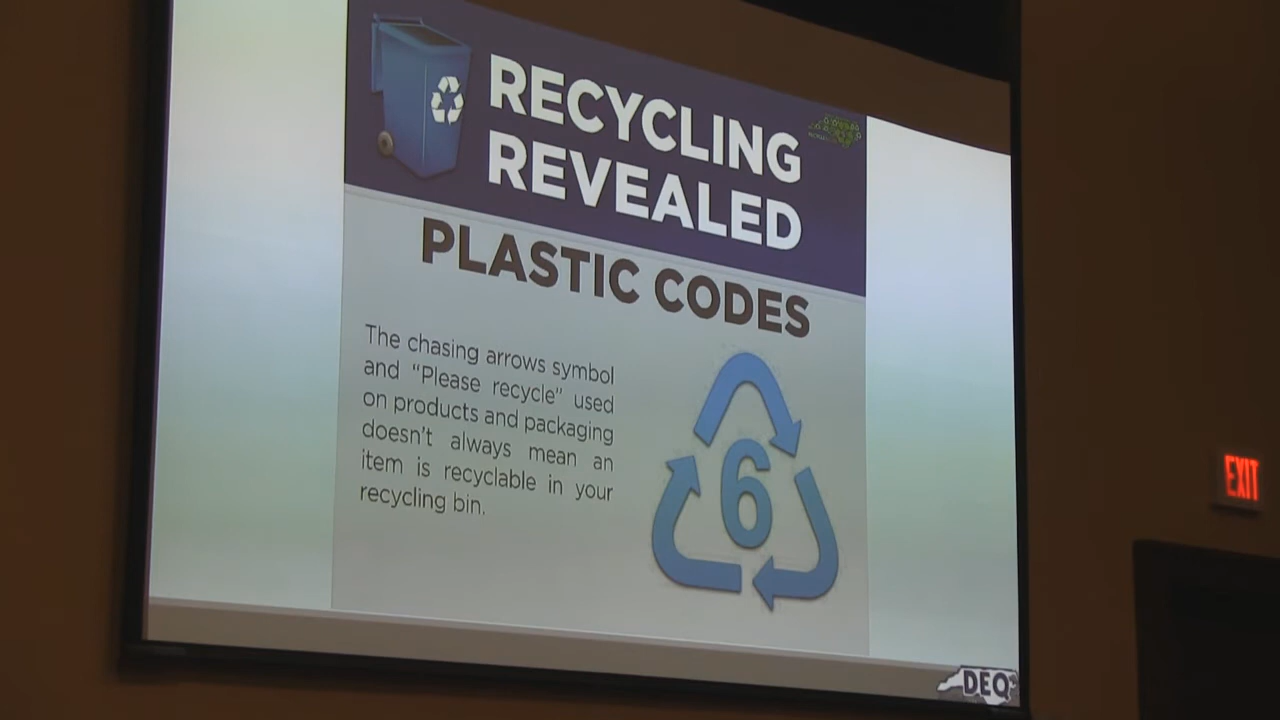 RECYCLING
REVEALED
PLASTIC CODES
The chasing arrows symbol
and “Please recycle” used
on products and packaging
doesn't always mean an
item is recyclable in your
recycling bin.
6
EXIT
DEQ